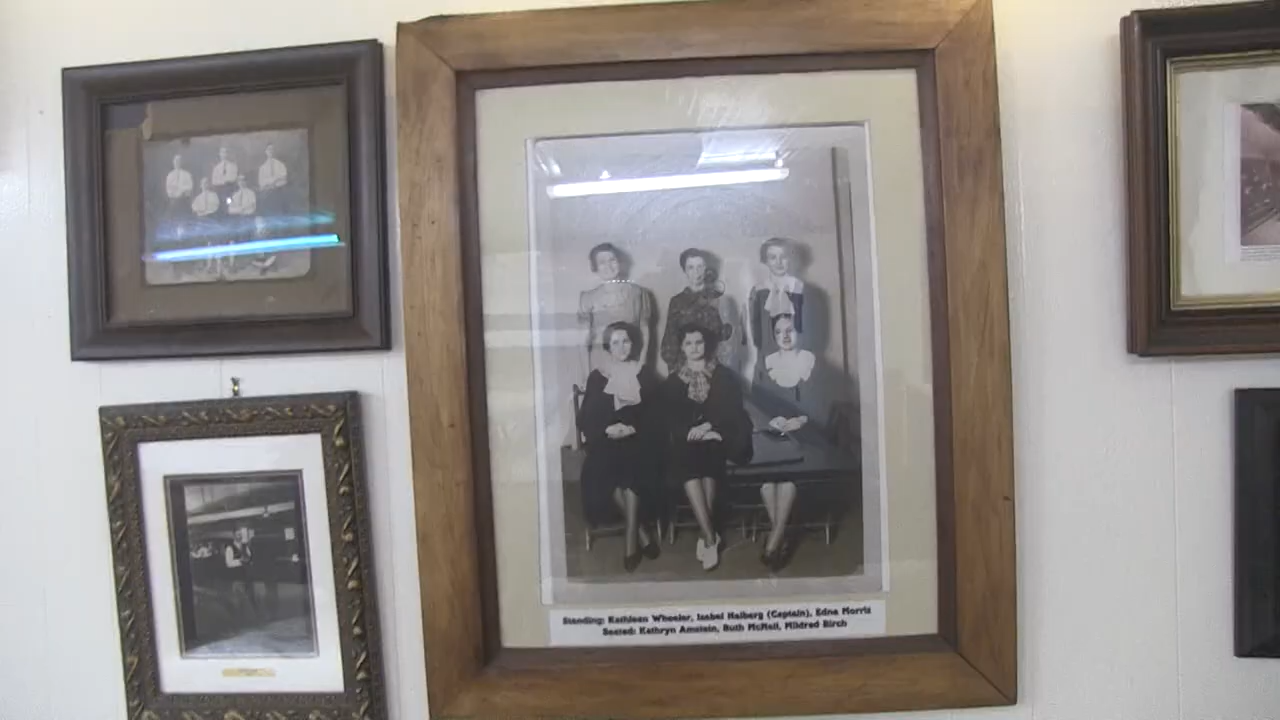 Standing: Kathleen Wheeler, Isabel Halberg (Captain), Edna Morris
Seated: Kathryn Amstein, Ruth McNeil, Mildred Birch